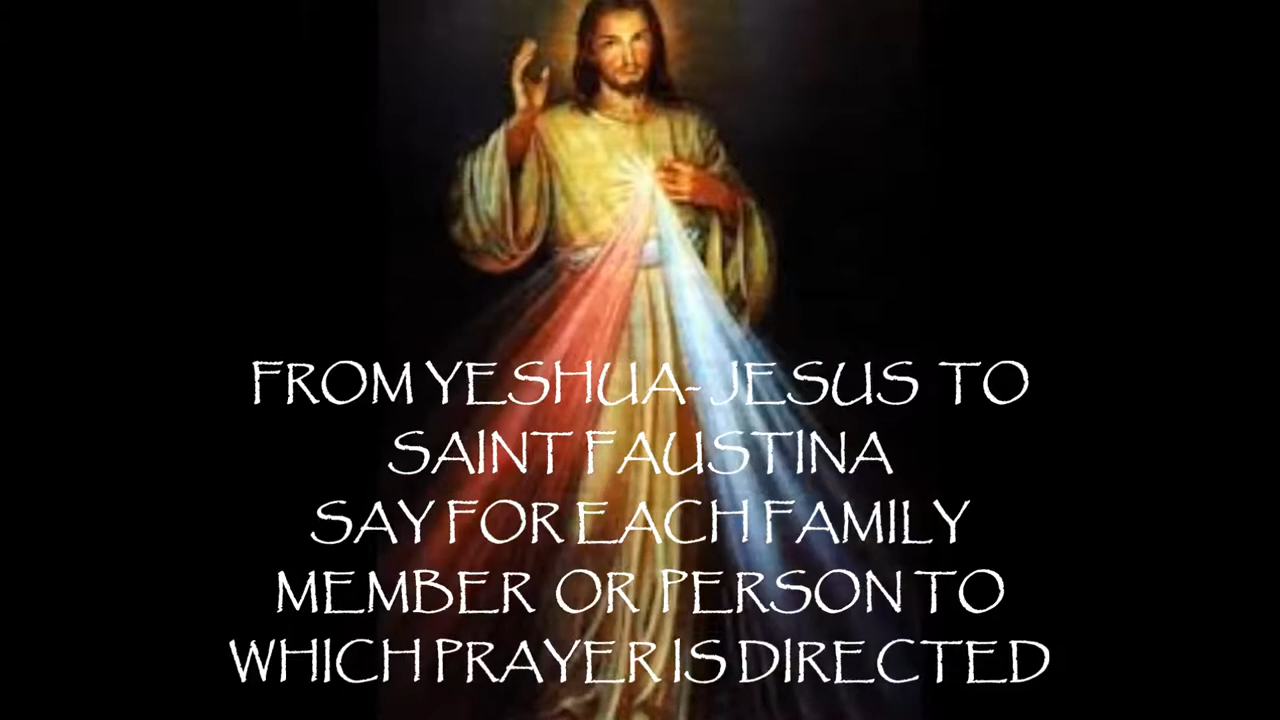 FROM YESHUA- JESUS TO
SAINT FAUSTINA
SAY FOR EACH FAMILY
MEMBER OR PERSON TO
WHICH PRAYER IS DIRECTED